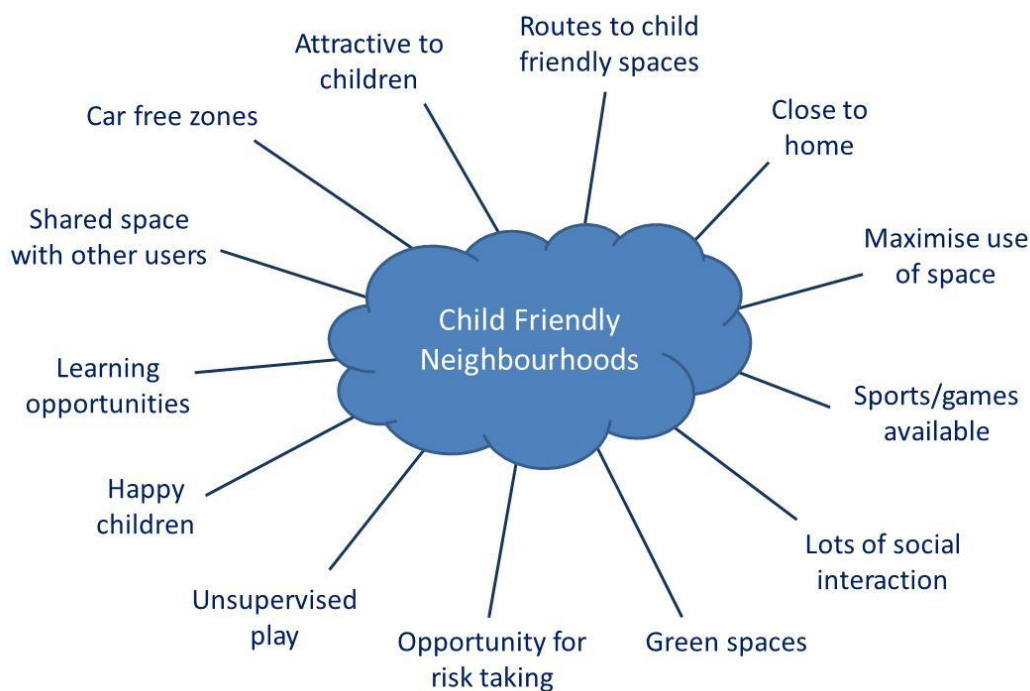 Routes to child
friendly spaces
Attractive to
children
Close to
home
Car free zones
Shared space
with other users
Maximise use
of space
Child Friendly
Neighbourhoods
Learning
opportunities
Sports/games
available
Happy
children
Lots of social
interaction
Unsupervised
play
Opportunity for
risk taking
Green spaces